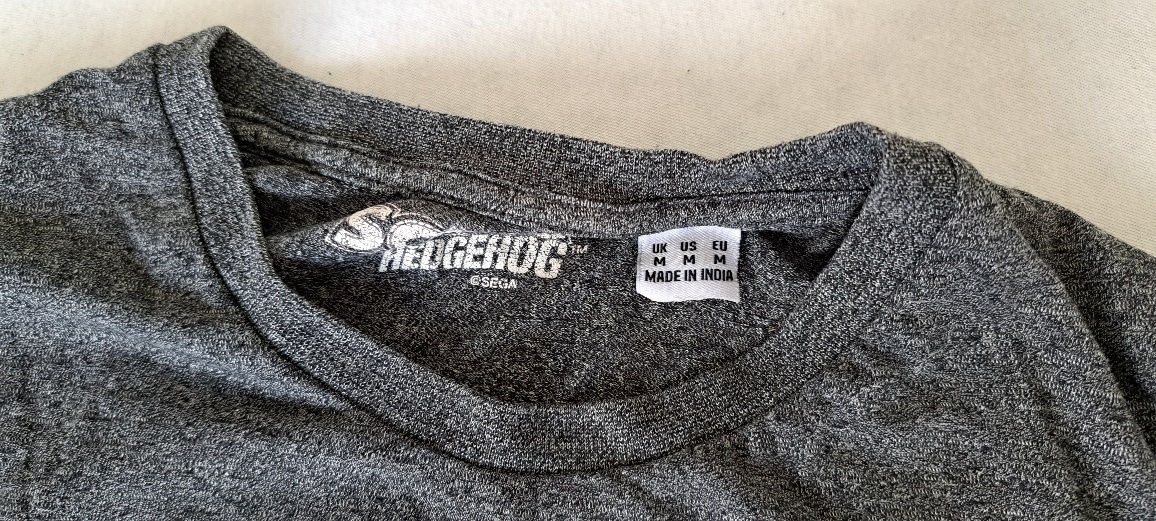 HEDGEHOG™
©SEGA
UK US EU
M M M
MADE IN INDIA